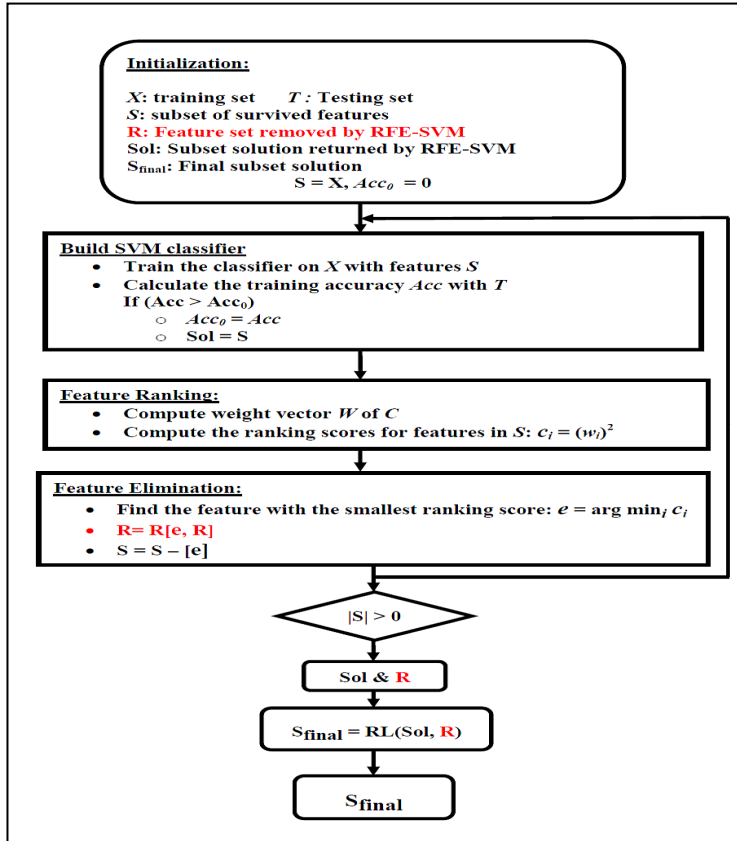 Initialization:
X: training set T : Testing set
S: subset of survived features
R: Feature set removed by RFE-SVM
Sol: Subset solution returned by RFE-SVM
Sfinal: Final subset solution
S = X, Acc0 = 0
Build SVM classifier
• Train the classifier on X with features S
• Calculate the training accuracy Acc with T
If (Acc > Acc0)
○ Acc0 = Acc
○ Sol = S
Feature Ranking:
• Compute weight vector W of C
• Compute the ranking scores for features in S: ci = (wi)2
Feature Elimination:
• Find the feature with the smallest ranking score: e = arg mini ci
• R= R[e, R]
• S = S – [e]
|S| > 0
Sol & R
Sfinal = RL(Sol, R)
Sfinal